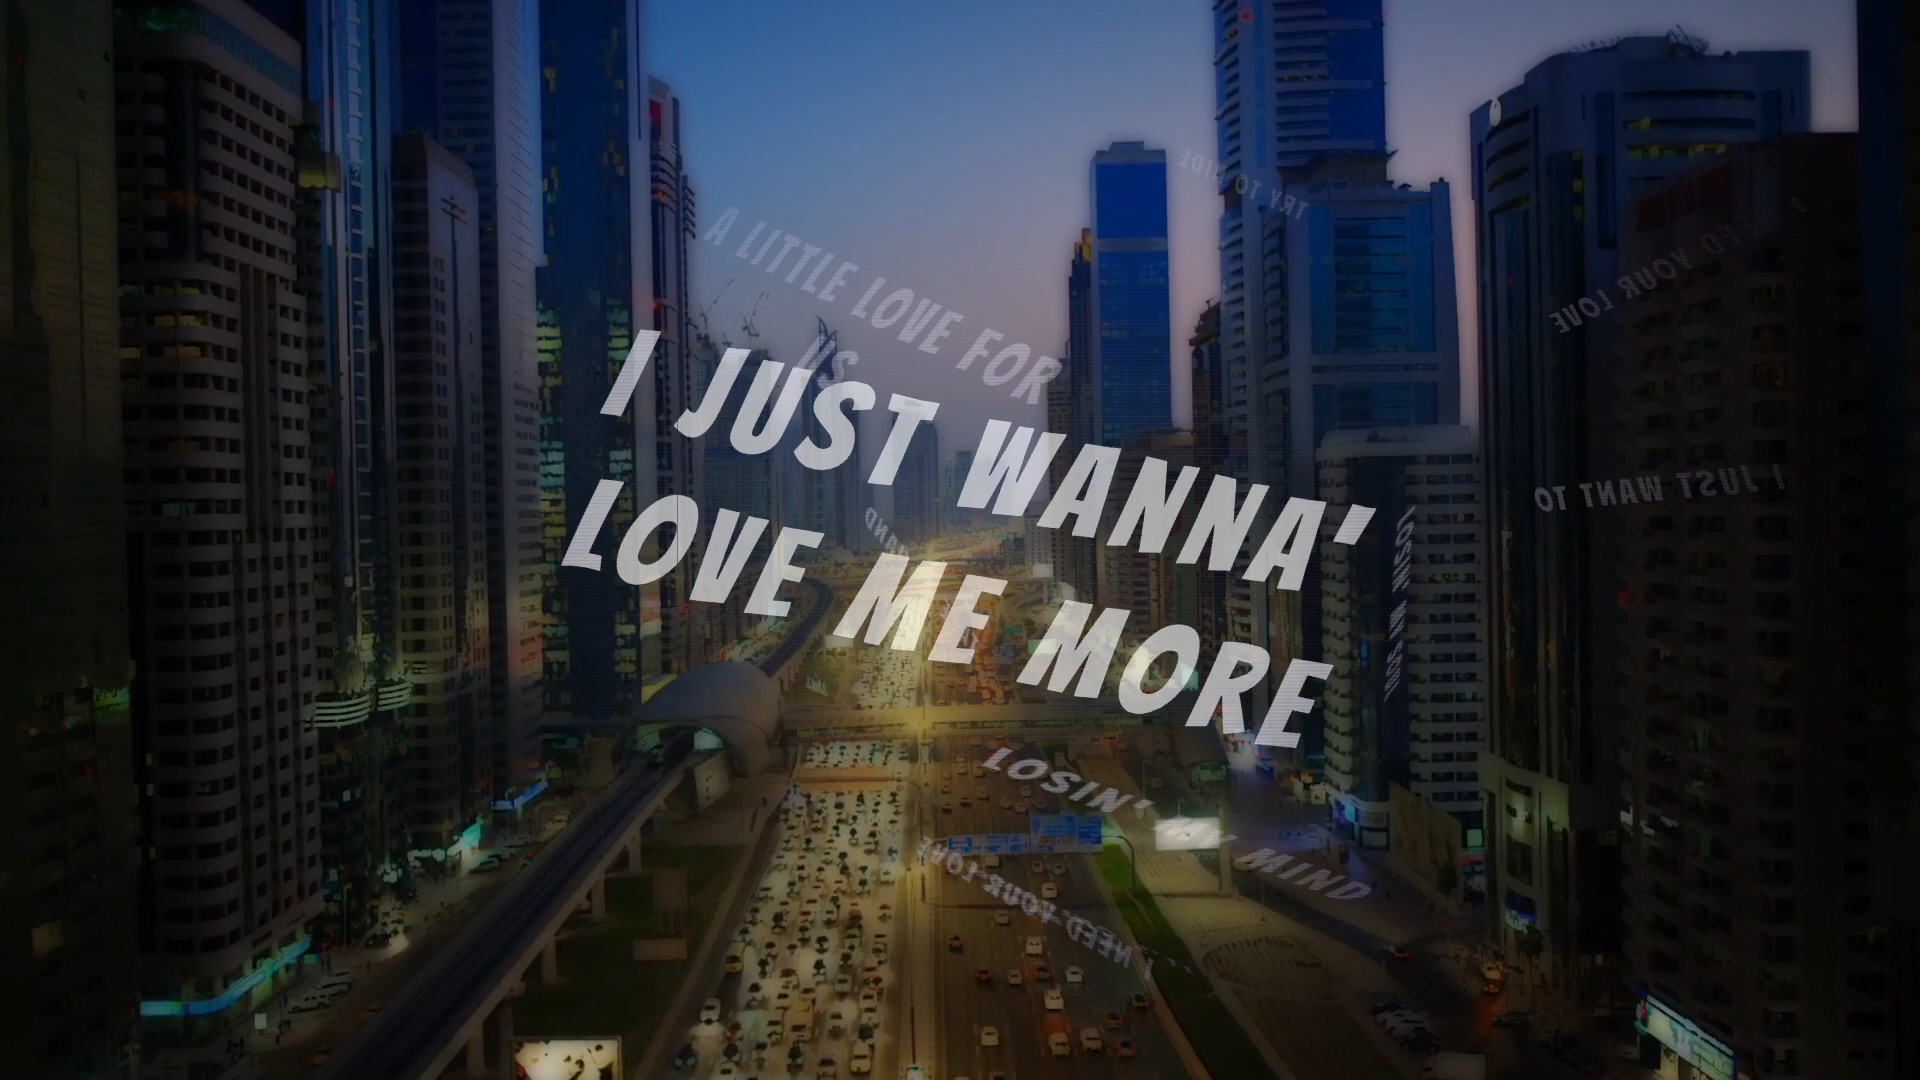 TRY TO HIDE
A LITTLE LOVE FOR
US
I NEED YOUR LOVE
I JUST WANNA'
LOVE ME MORE
I JUST WANT TO
LOSIN' MY MIND
I NEED YOUR LOVE